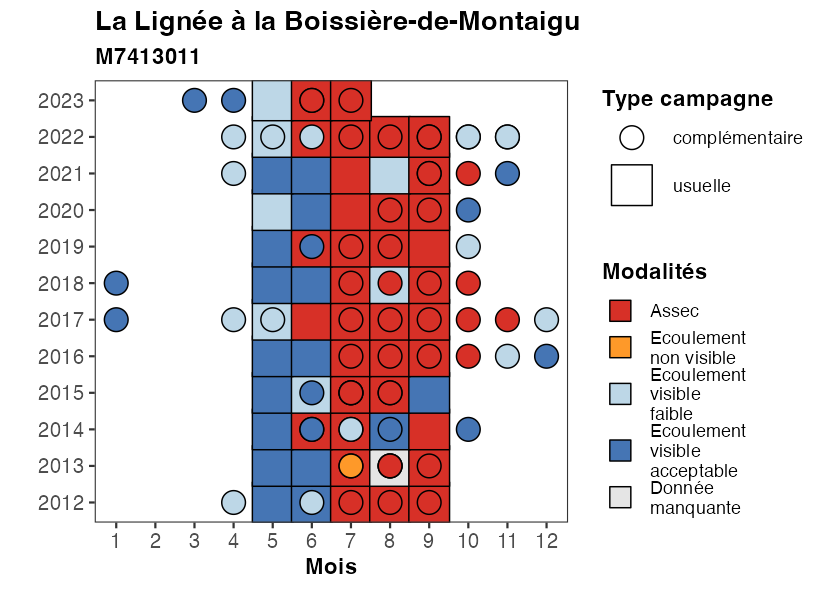 La Lignée à la Boissière-de-Montaigu
M7413011
2023
2022
2021
2020
2019
2018
2017
2016
2015
2014
2013
2012
1 2 3 4 5 6 7 8 9 10 11 12
Mois
Type campagne
complémentaire
usuelle
Modalités
Assec
Ecoulement
non visible
Ecoulement
visible
faible
Ecoulement
visible
acceptable
Donnée
manquante